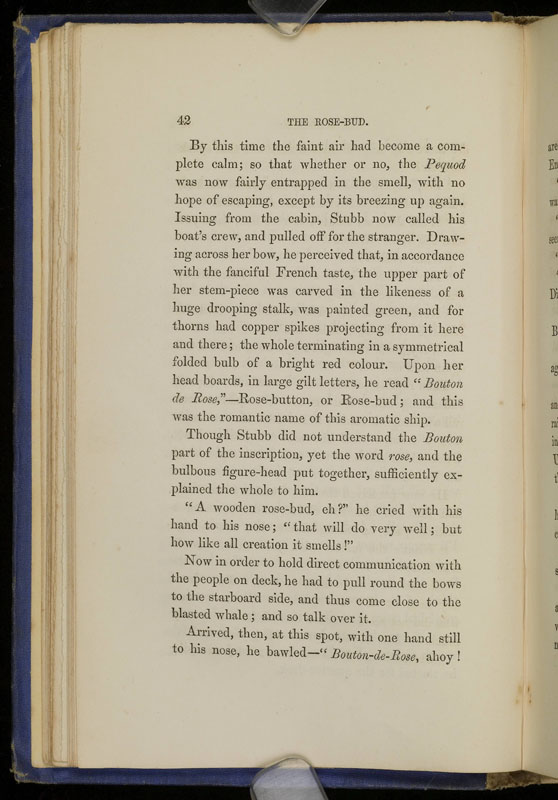 42 THE ROSE-BUD.
By this time the faint air had become a com-
plete calm; so that whether or no, the Pequod
was now fairly entrapped in the smell, with no
hope of escaping, except by its breezing up again.
Issuing from the cabin, Stubb now called his
boat's crew, and pulled off for the stranger. Draw-
ing across her bow, he perceived that, in accordance
with the fanciful French taste, the upper part of
her stem-piece was carved in the likeness of a
huge drooping stalk, was painted green, and for
thorns had copper spikes projecting from it here
and there; the whole terminating in a symmetrical
folded bulb of a bright red colour. Upon her
head boards, in large gilt letters, he read "Bouton
de Rose,"—Rose-button, or Rose-bud; and this
was the romantic name of this aromatic ship.
Though Stubb did not understand the Bouton
part of the inscription, yet the word rose, and the
bulbous figure-head put together, sufficiently ex-
plained the whole to him.
"A wooden rose-bud, eh?" he cried with his
hand to his nose; "that will do very well; but
how like all creation it smells!"
Now in order to hold direct communication with
the people on deck, he had to pull round the bows
to the starboard side, and thus come close to the
blasted whale; and so talk over it.
Arrived, then, at this spot, with one hand still
to his nose, he bawled—"Bouton-de-Rose, ahoy!